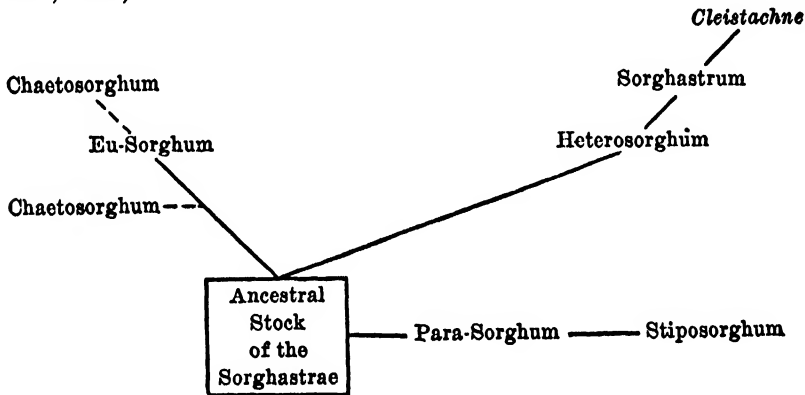 Cleistachne
Sorghastrum
Chaetosorghum
Eu-Sorghum
Heterosorghum
Chaetosorghum
Ancestral
Stock
of the
Sorghastrae
Para-Sorghum
Stiposorghum